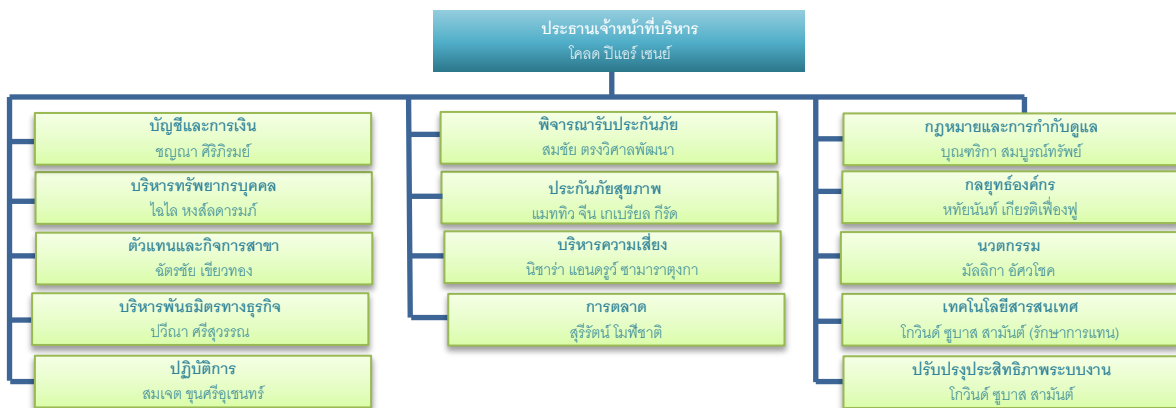 ประธานเจ้าหน้าที่บริหาร
โคลด ปิแอร์ เซนย์
บัญชีและการเงิน
ชญณา ศิริภิรมย์
บริหารทรัพยากรบุคคล
ไฉไล หงส์ลดารมภ์
ตัวแทนและกิจการสาขา
ฉัตรชัย เขียวทอง
บริหารพันธมิตรทางธุรกิจ
ปวีณา ศรีสุวรรณ
ปฏิบัติการ
สมเจต ขุนศรีอุเชนทร์
พิจารณารับประกันภัย
สมชัย ตรงวิศาลพัฒนา
ประกันภัยสุขภาพ
แมททิว จีน เกเบรียล กีรัด
บริหารความเสี่ยง
นิชาร่า แอนดรูว์ ซามาราตุงกา
การตลาด
สุรีรัตน์ โมฬีชาติ
กฎหมายและการกำกับดูแล
บุณฑริกา สมบูรณ์ทรัพย์
กลยุทธ์องค์กร
หทัยนันท์ เกียรติเฟื่องฟู
นวตกรรม
มัลลิกา อัศวโชค
เทคโนโลยีสารสนเทศ
โกวินด์ ซูบาส สามันต์ (รักษาการแทน)
ปรับปรุงประสิทธิภาพระบบงาน
โกวินด์ ซูบาส สามันต์